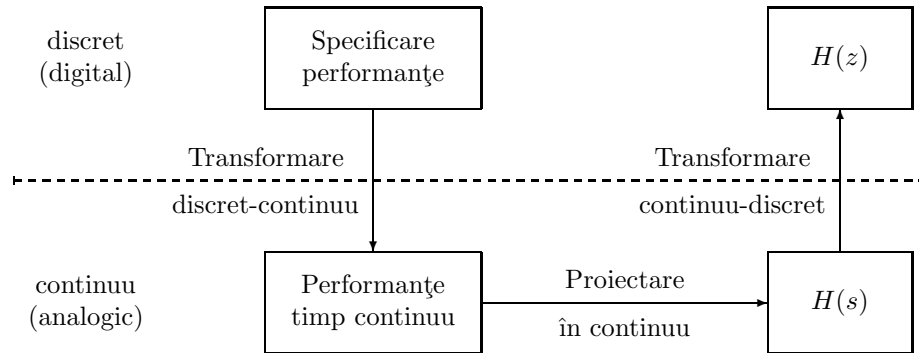 discret
(digital)
Specificare
performanţe
H(z)
Transformare
discret-continuu
Transformare
continuu-discret
continuu
(analogic)
Performanţe
timp continuu
Proiectare
în continuu
H(s)